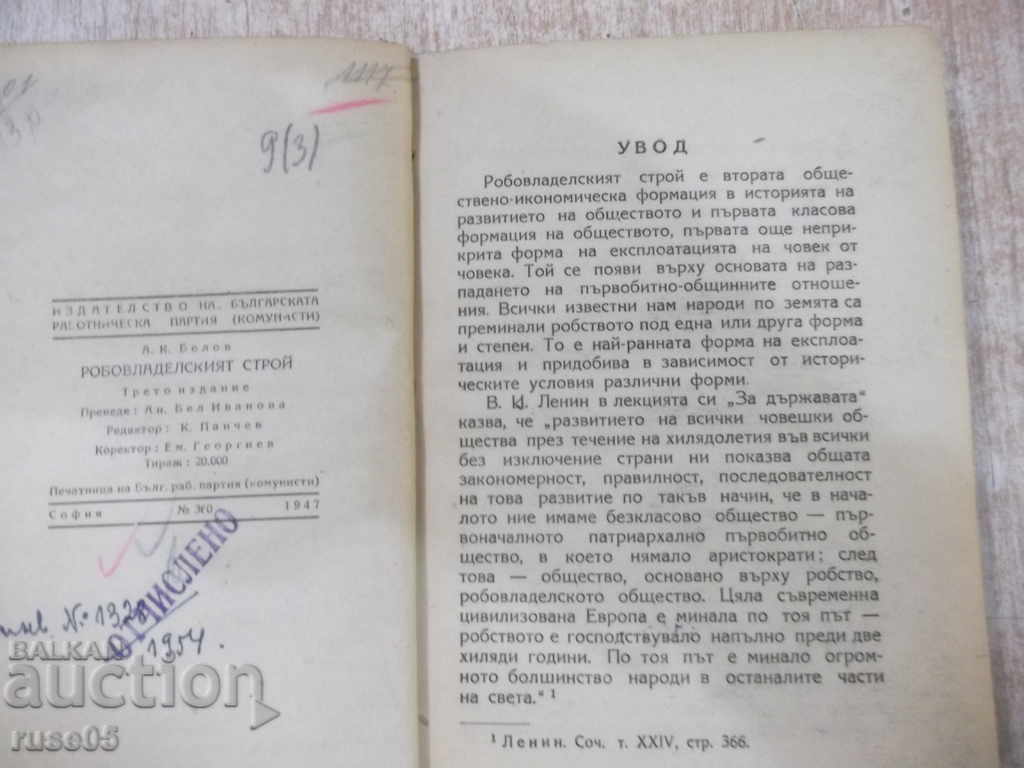 9(3)
ИЗДАТЕЛСТВО НА БЪЛГАРСКАТА
РАБОТНИЧЕСКА ПАРТИЯ (КОМУНИСТИ)
А. К. Белов
РОБОВЛАДЕЛСКИЯТ СТРОЙ
Трето издание
Преведе: Ан. Бел Иванова
Редактор: К. Панчев
Коректор: Ем. Георгиев
Тираж: 20.000
Печатница на Бълг. раб. партия (комунисти)
София № 1947
ОТЧИСЛЕНО
инв №
1954.
BALKAN
auction
ruse05
УВОД
Робовладелският строй е втората общ-
ествено-икономическа формация в историята на
развитието на обществото и първата класова
формация на обществото, първата още непри-
крита форма на експлоатацията на човек от
човека. Той се появи върху основата на раз-
падането на първобитно-общинните отноше-
ния. Всички известни нам народи по земята са
преминали робството под една или друга форма
и степен. То е най-ранната форма на експлоа-
тация и придобива в зависимост от истори-
ческите условия различни форми.
В. И. Ленин в лекцията си „За държавата“
казва, че „развитието на всички човешки об-
щества през течение на хилядолетия във всички
без изключение страни ни показва общата
закономерност, правилност, последователност
на това развитие по такъв начин, че в нача-
лото ние имаме безкласово общество — пър-
воначалното патриархално първобитно об-
щество, в което нямало аристократи; след
това — общество, основано върху робство,
робовладелското общество. Цяла съвременна
цивилизована Европа е минала по тоя път —
робството е господствувало напълно преди две
хиляди години. По тоя път е минало огром-
ното болшинство народи в останалите части
на света.“ ¹
¹ Ленин. Соч. т. XXIV, стр. 366.